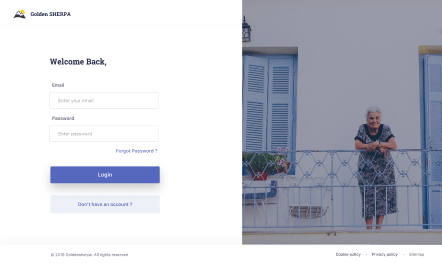 Golden SHERPA
Welcome Back,
Email
Enter your email
Password
Enter password
Forgot Password ?
Login
Don't have an account ?
© 2018 Goldensherpa. All rights reserved
Cookie policy - Privacy policy - Sitemap